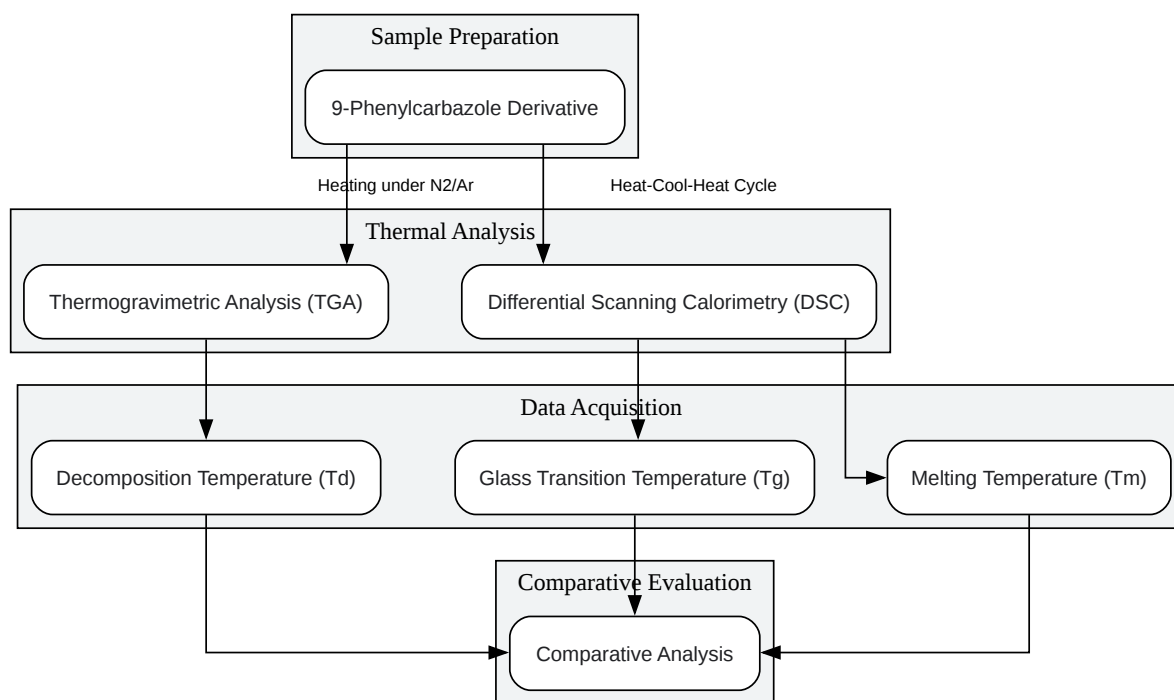 Sample Preparation
9-Phenylcarbazole Derivative
Heating under N2/Ar
Heat-Cool-Heat Cycle
Thermal Analysis
Thermogravimetric Analysis (TGA)
Differential Scanning Calorimetry (DSC)
Data Acquisition
Decomposition Temperature (Td)
Glass Transition Temperature (Tg)
Melting Temperature (Tm)
Comparative Evaluation
Comparative Analysis